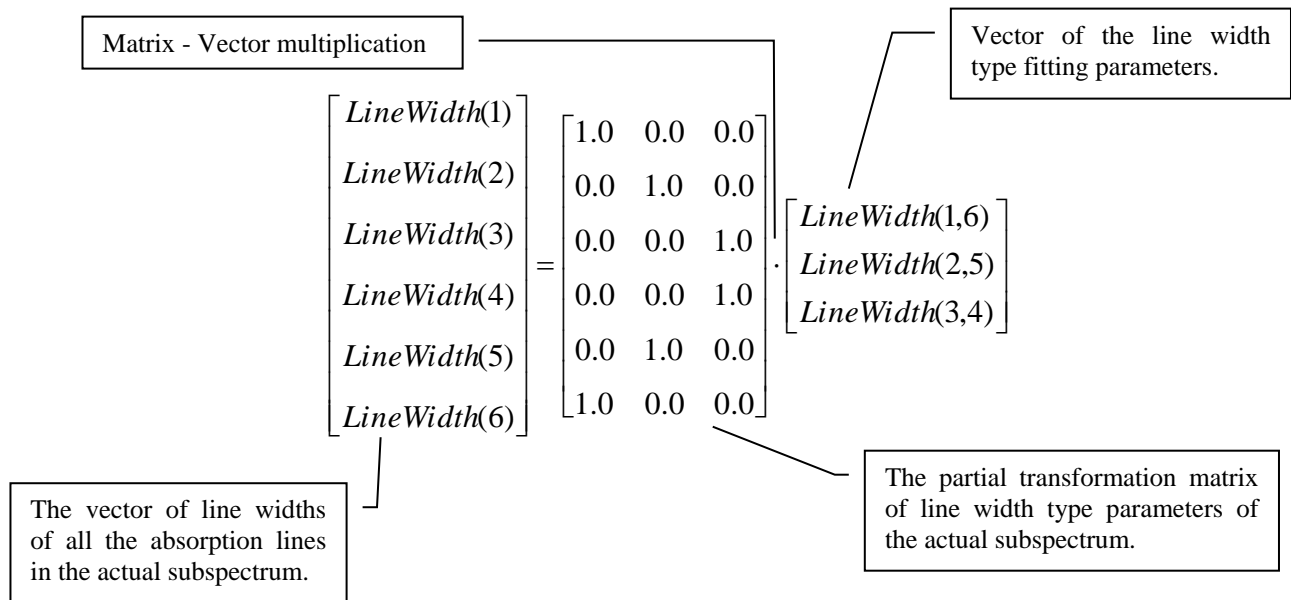 Matrix - Vector multiplication
Vector of the line width
type fitting parameters.
LineWidth(1)
LineWidth(2)
LineWidth(3)
LineWidth(4)
LineWidth(5)
LineWidth(6)
=
1.0 0.0 0.0
0.0 1.0 0.0
0.0 0.0 1.0
0.0 0.0 1.0
0.0 1.0 0.0
1.0 0.0 0.0
·
LineWidth(1,6)
LineWidth(2,5)
LineWidth(3,4)
The vector of line widths
of all the absorption lines
in the actual subspectrum.
The partial transformation matrix
of line width type parameters of
the actual subspectrum.